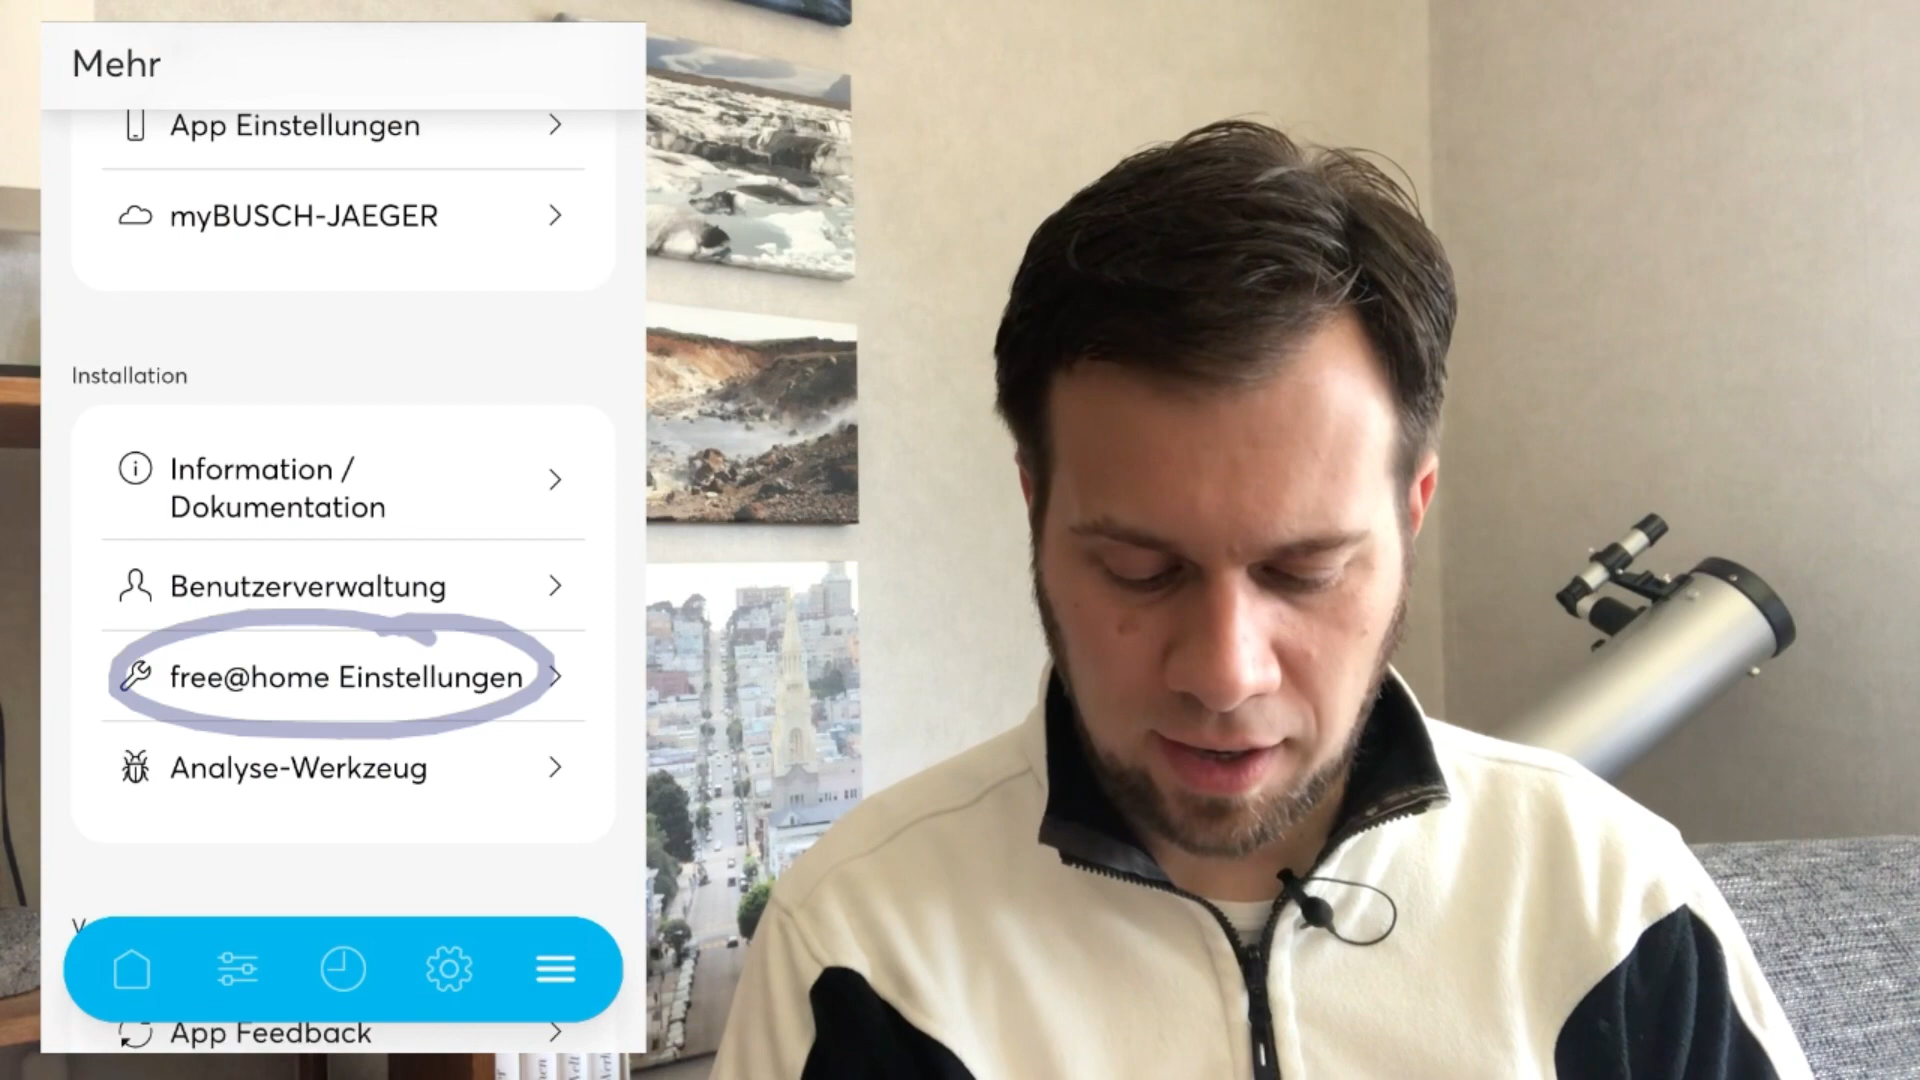 Mehr
App Einstellungen
myBUSCH-JAEGER
Installation
Information /
Dokumentation
Benutzerverwaltung
free@home Einstellungen
Analyse-Werkzeug
App Feedback